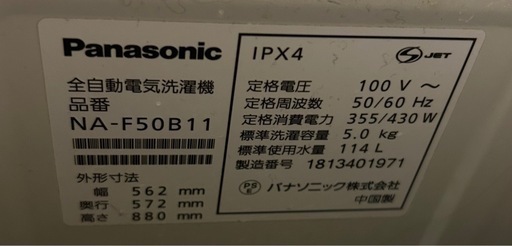 Panasonic
全自動電気洗濯機
品番
NA-F50B11
外形寸法
幅 562 mm
奥行 572 mm
高さ 880 mm
IPX4
JET
定格電圧 100 V ～
定格周波数 50/60 Hz
定格消費電力 355/430 W
標準洗濯容量 5.0 kg
標準使用水量 114 L
製造番号 1813401971
PS E パナソニック株式会社
中国製